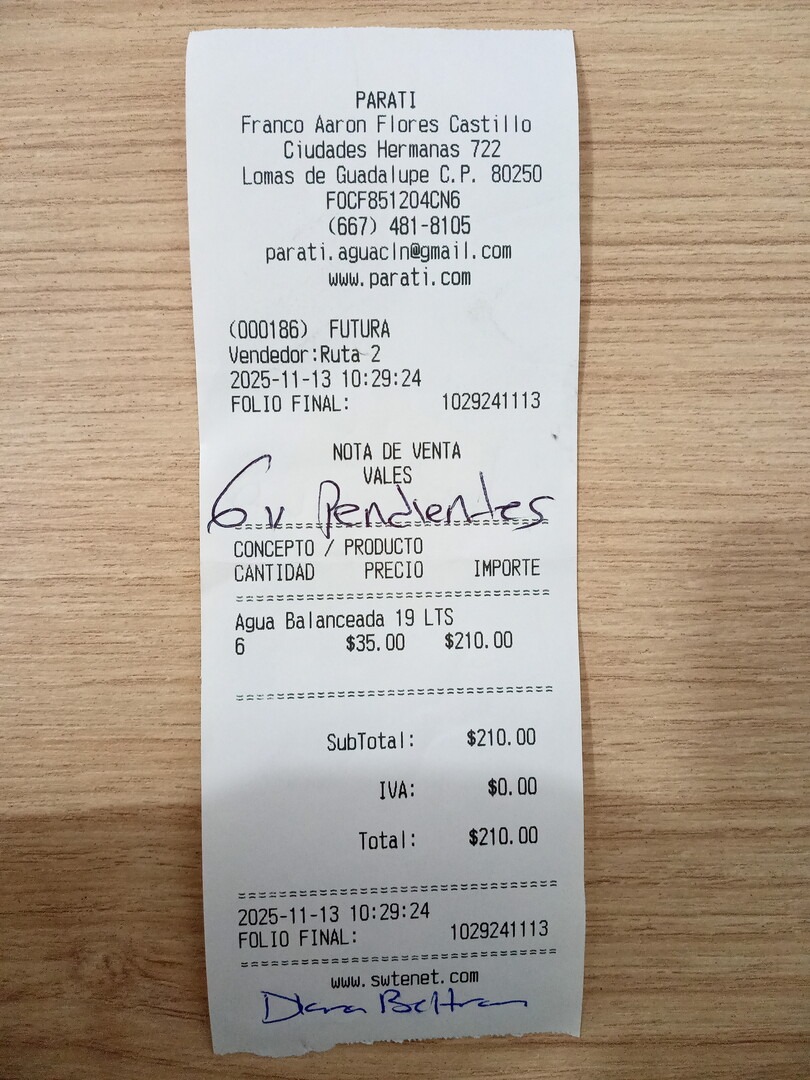 PARATI
Franco Aaron Flores Castillo
Ciudades Hermanas 722
Lomas de Guadalupe C.P. 80250
FOCF851204CN6
(667) 481-8105
parati.aguacln@gmail.com
www.parati.com
(000186) FUTURA
Vendedor:Ruta 2
2025-11-13 10:29:24
FOLIO FINAL: 1029241113
NOTA DE VENTA
VALES
6 v Pendientes
CONCEPTO / PRODUCTO
CANTIDAD PRECIO IMPORTE
Agua Balanceada 19 LTS
6 $35.00 $210.00
SubTotal: $210.00
IVA: $0.00
Total: $210.00
2025-11-13 10:29:24
FOLIO FINAL: 1029241113
www.swtenet.com
Diana Beltran